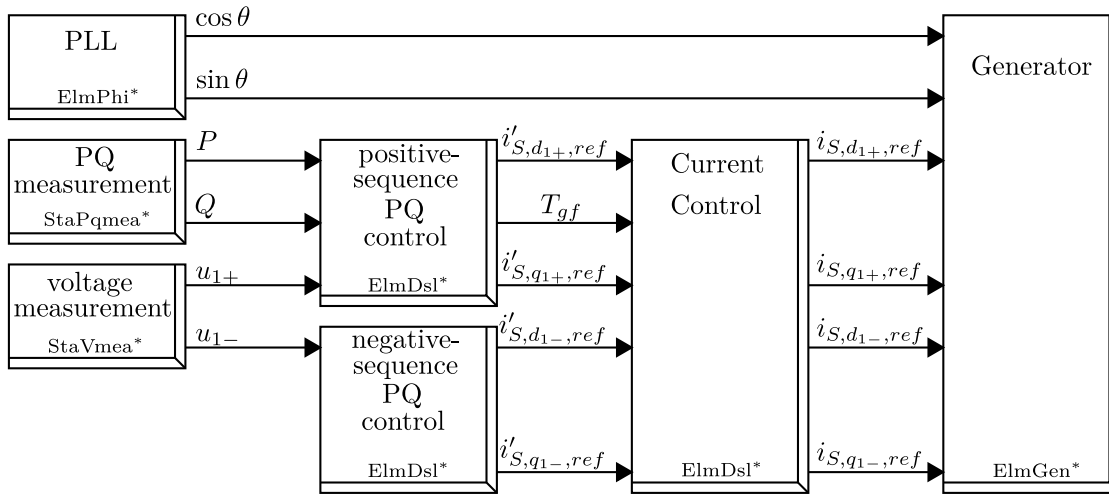 cos θ
PLL
ElmPhi*
sin θ
Generator
PQ
measurement
StaPqmea*
P
Q
positive-
sequence
PQ
control
ElmDsl*
i′S,d1+,ref
Tgf
i′S,q1+,ref
Current
Control
iS,d1+,ref
iS,q1+,ref
voltage
measurement
StaVmea*
u1+
u1−
negative-
sequence
PQ
control
ElmDsl*
i′S,d1−,ref
i′S,q1−,ref
ElmDsl*
iS,d1−,ref
iS,q1−,ref
ElmGen*